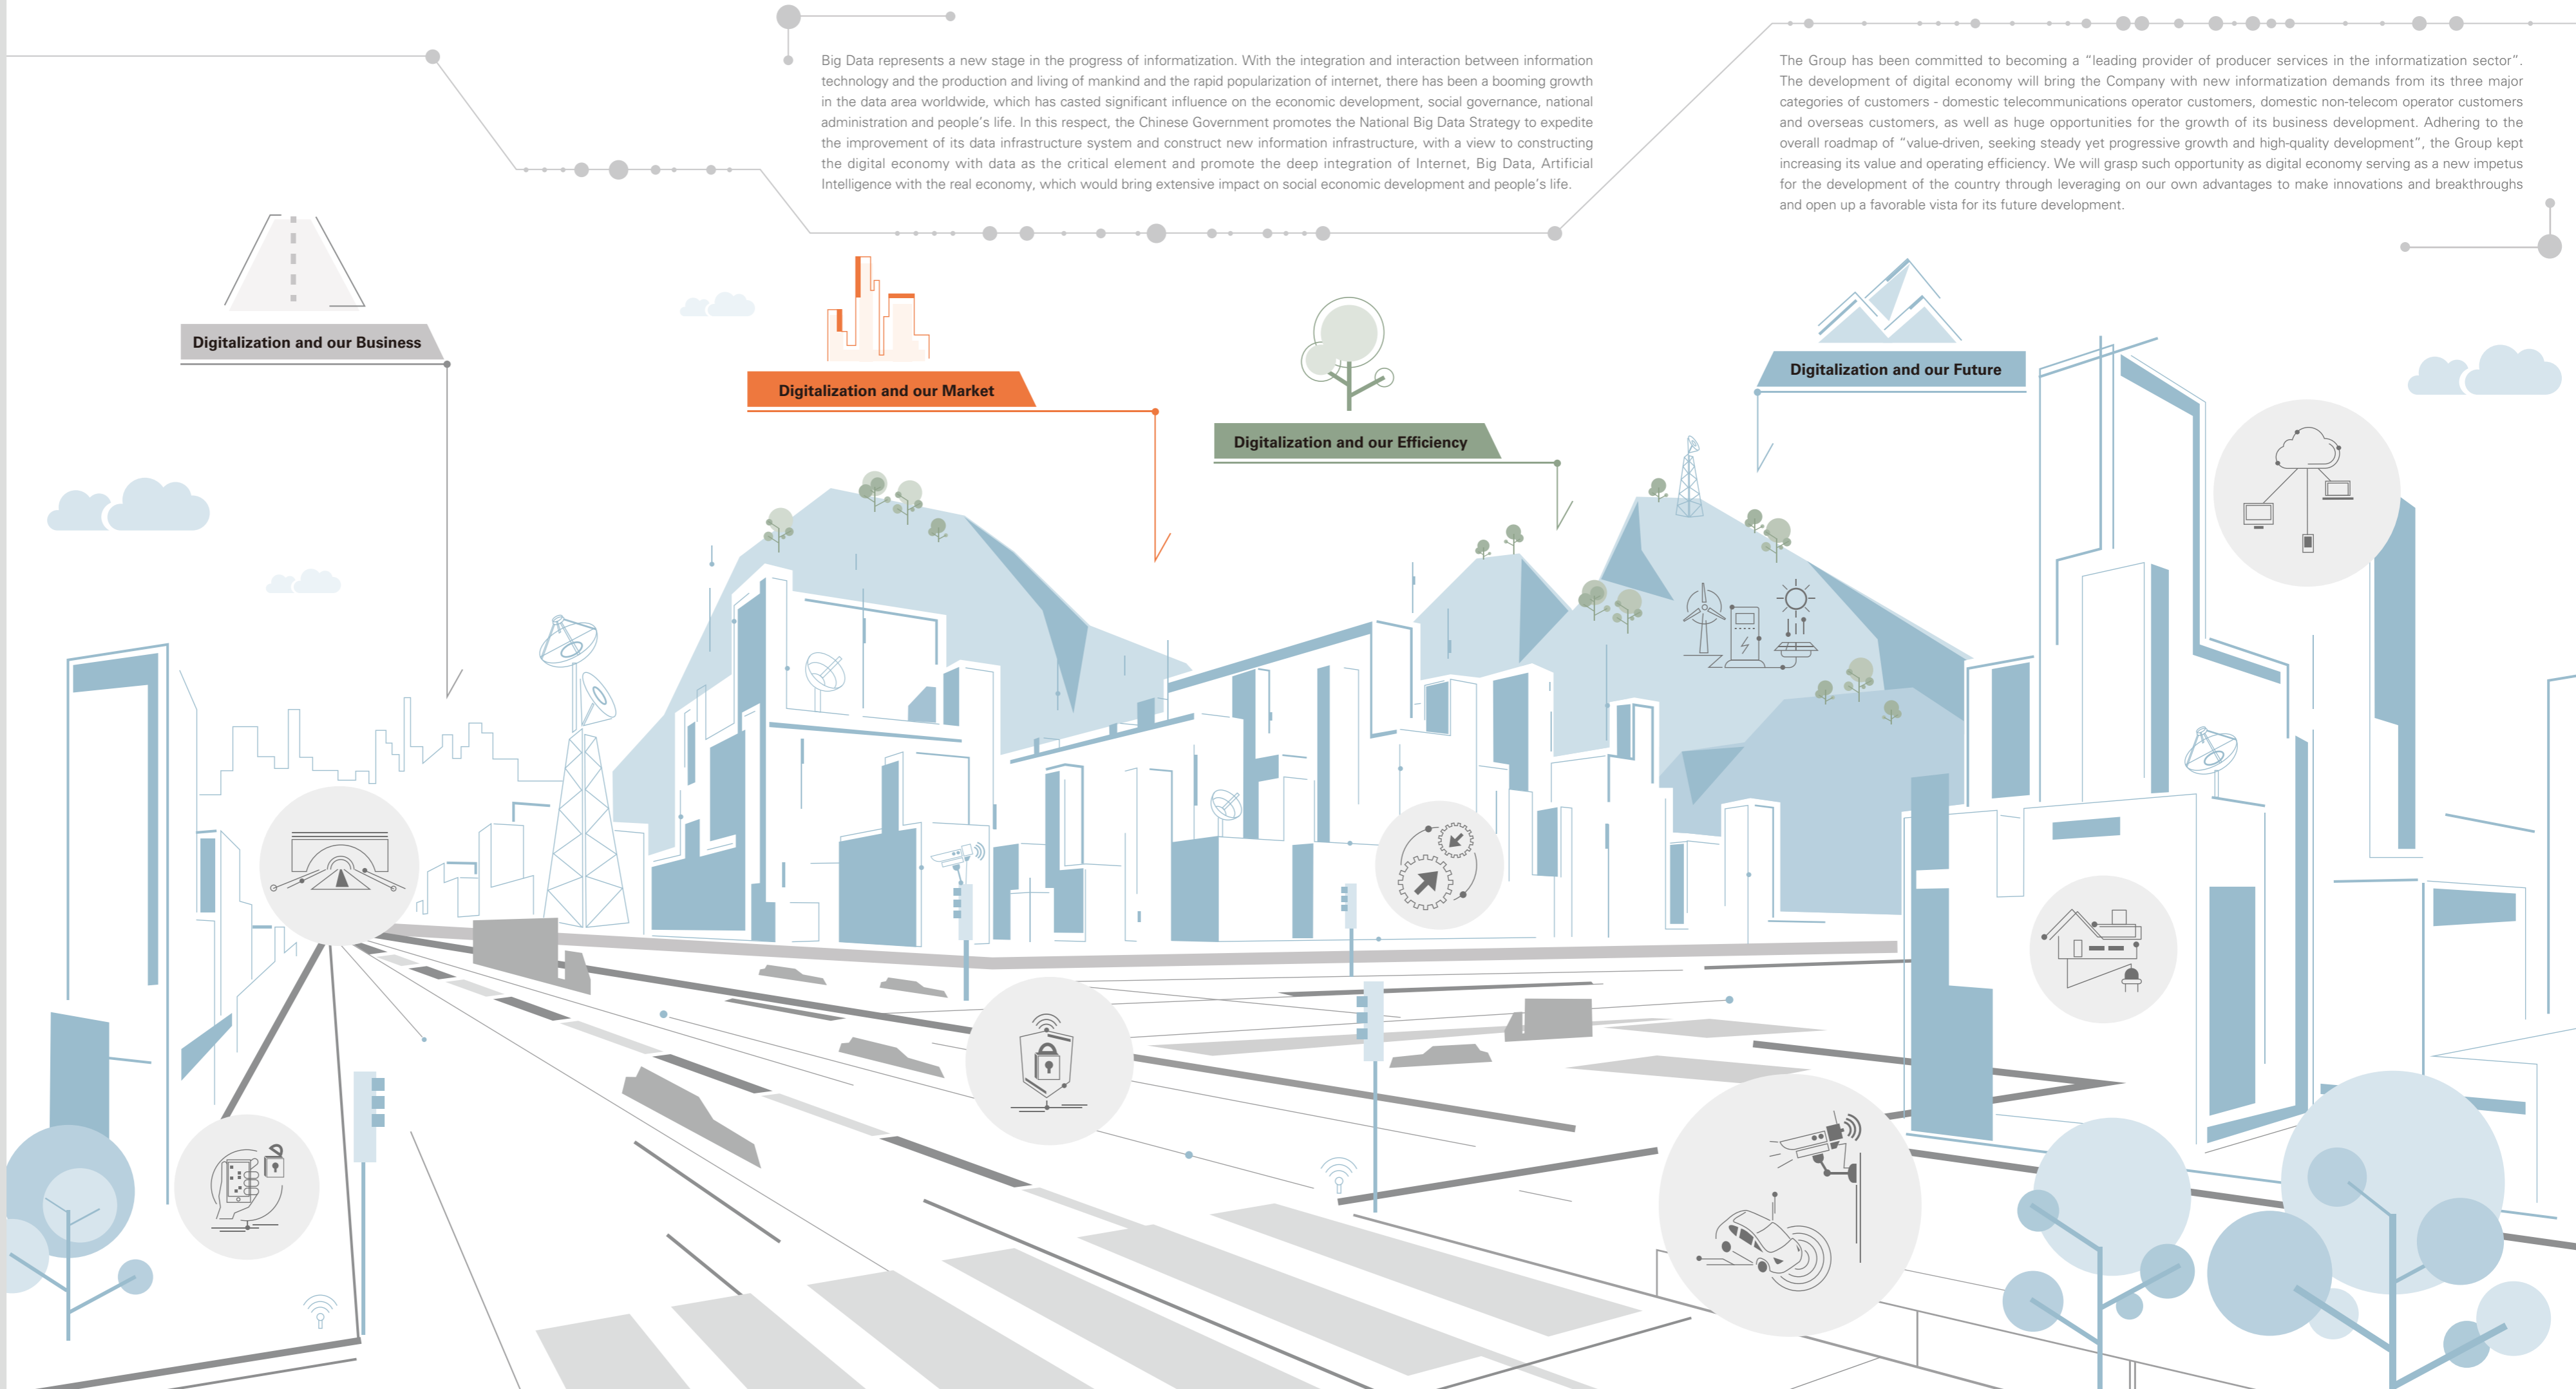 Big Data represents a new stage in the progress of informatization. With the integration and interaction between information
technology and the production and living of mankind and the rapid popularization of internet, there has been a booming growth
in the data area worldwide, which has casted significant influence on the economic development, social governance, national
administration and people's life. In this respect, the Chinese Government promotes the National Big Data Strategy to expedite
the improvement of its data infrastructure system and construct new information infrastructure, with a view to constructing
the digital economy with data as the critical element and promote the deep integration of Internet, Big Data, Artificial
Intelligence with the real economy, which would bring extensive impact on social economic development and people's life.
The Group has been committed to becoming a “leading provider of producer services in the informatization sector”.
The development of digital economy will bring the Company with new informatization demands from its three major
categories of customers - domestic telecommunications operator customers, domestic non-telecom operator customers
and overseas customers, as well as huge opportunities for the growth of its business development. Adhering to the
overall roadmap of “value-driven, seeking steady yet progressive growth and high-quality development”, the Group kept
increasing its value and operating efficiency. We will grasp such opportunity as digital economy serving as a new impetus
for the development of the country through leveraging on our own advantages to make innovations and breakthroughs
and open up a favorable vista for its future development.
Digitalization and our Business
Digitalization and our Market
Digitalization and our Efficiency
Digitalization and our Future